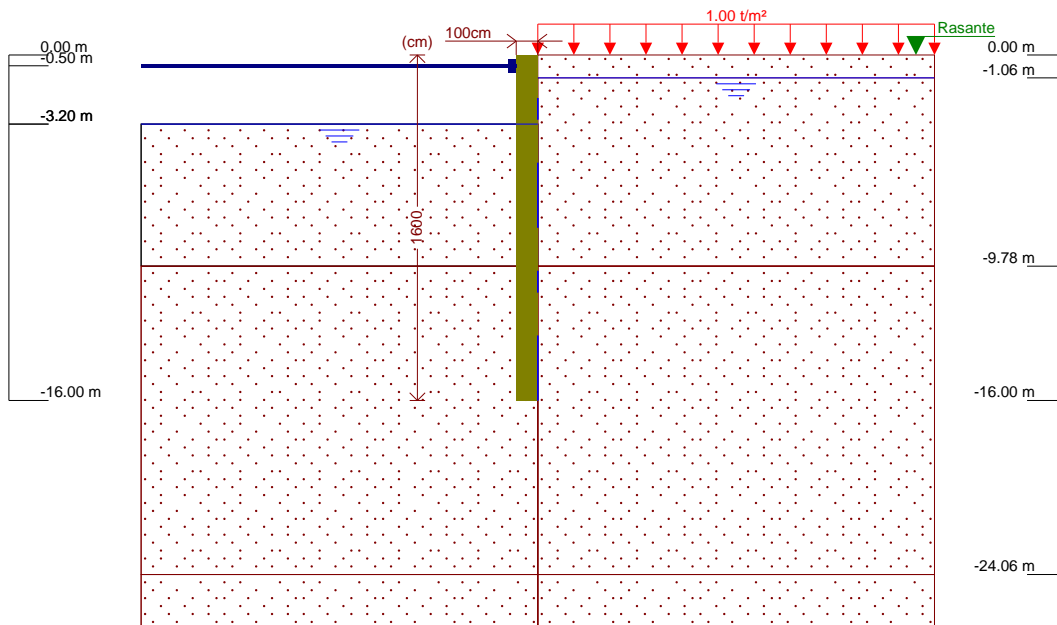 1.00 t/m²
Rasante
100cm
(cm)
0.00 m
-0.50 m
-3.20 m
-16.00 m
1600
0.00 m
-1.06 m
-9.78 m
-16.00 m
-24.06 m